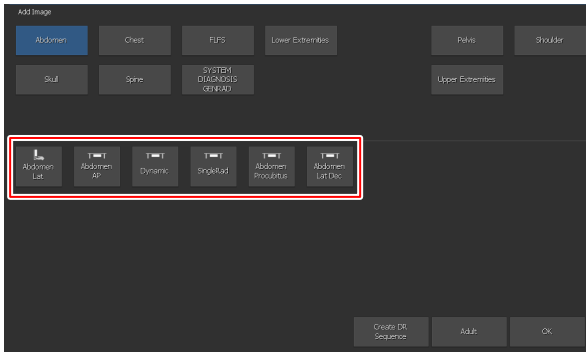 Add Image
Abdomen
Chest
FLFS
Lower Extremities
Pelvis
Shoulder
Skull
Spine
SYSTEM
DIAGNOSIS
GENRAD
Upper Extremities
Abdomen
Lat
Abdomen
AP
Dynamic
SingleRad
Abdomen
Procubitus
Abdomen
Lat Dec
Create DR
Sequence
Adult
OK